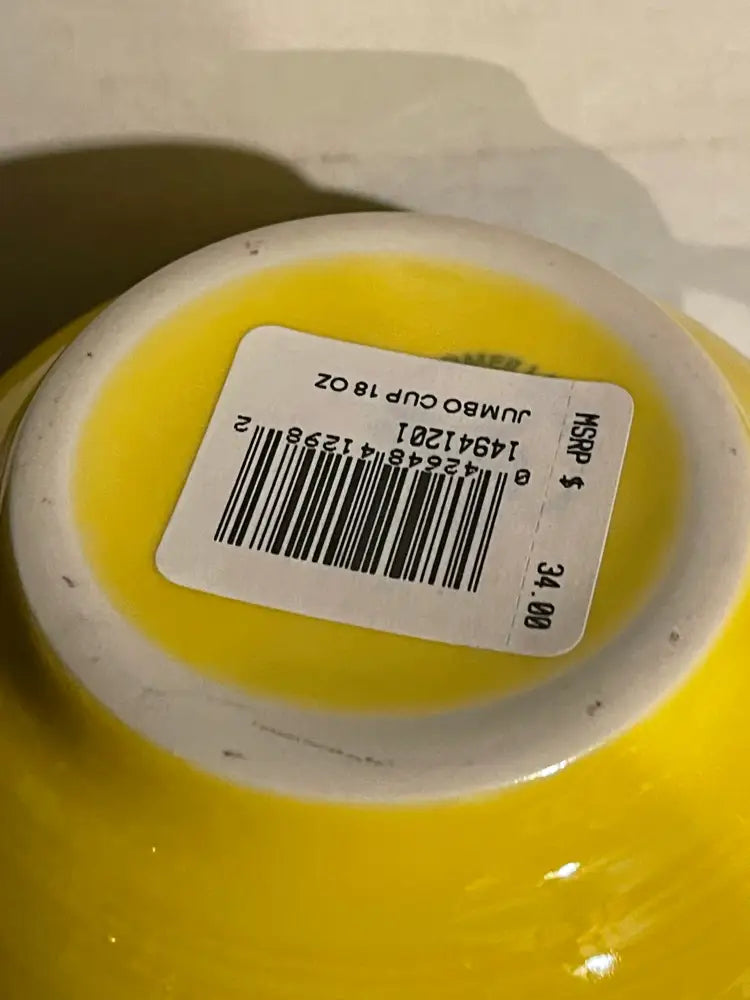 JUMBO CUP 18 OZ
14941201
0 42648 41298 2
MSRP $ 34.00